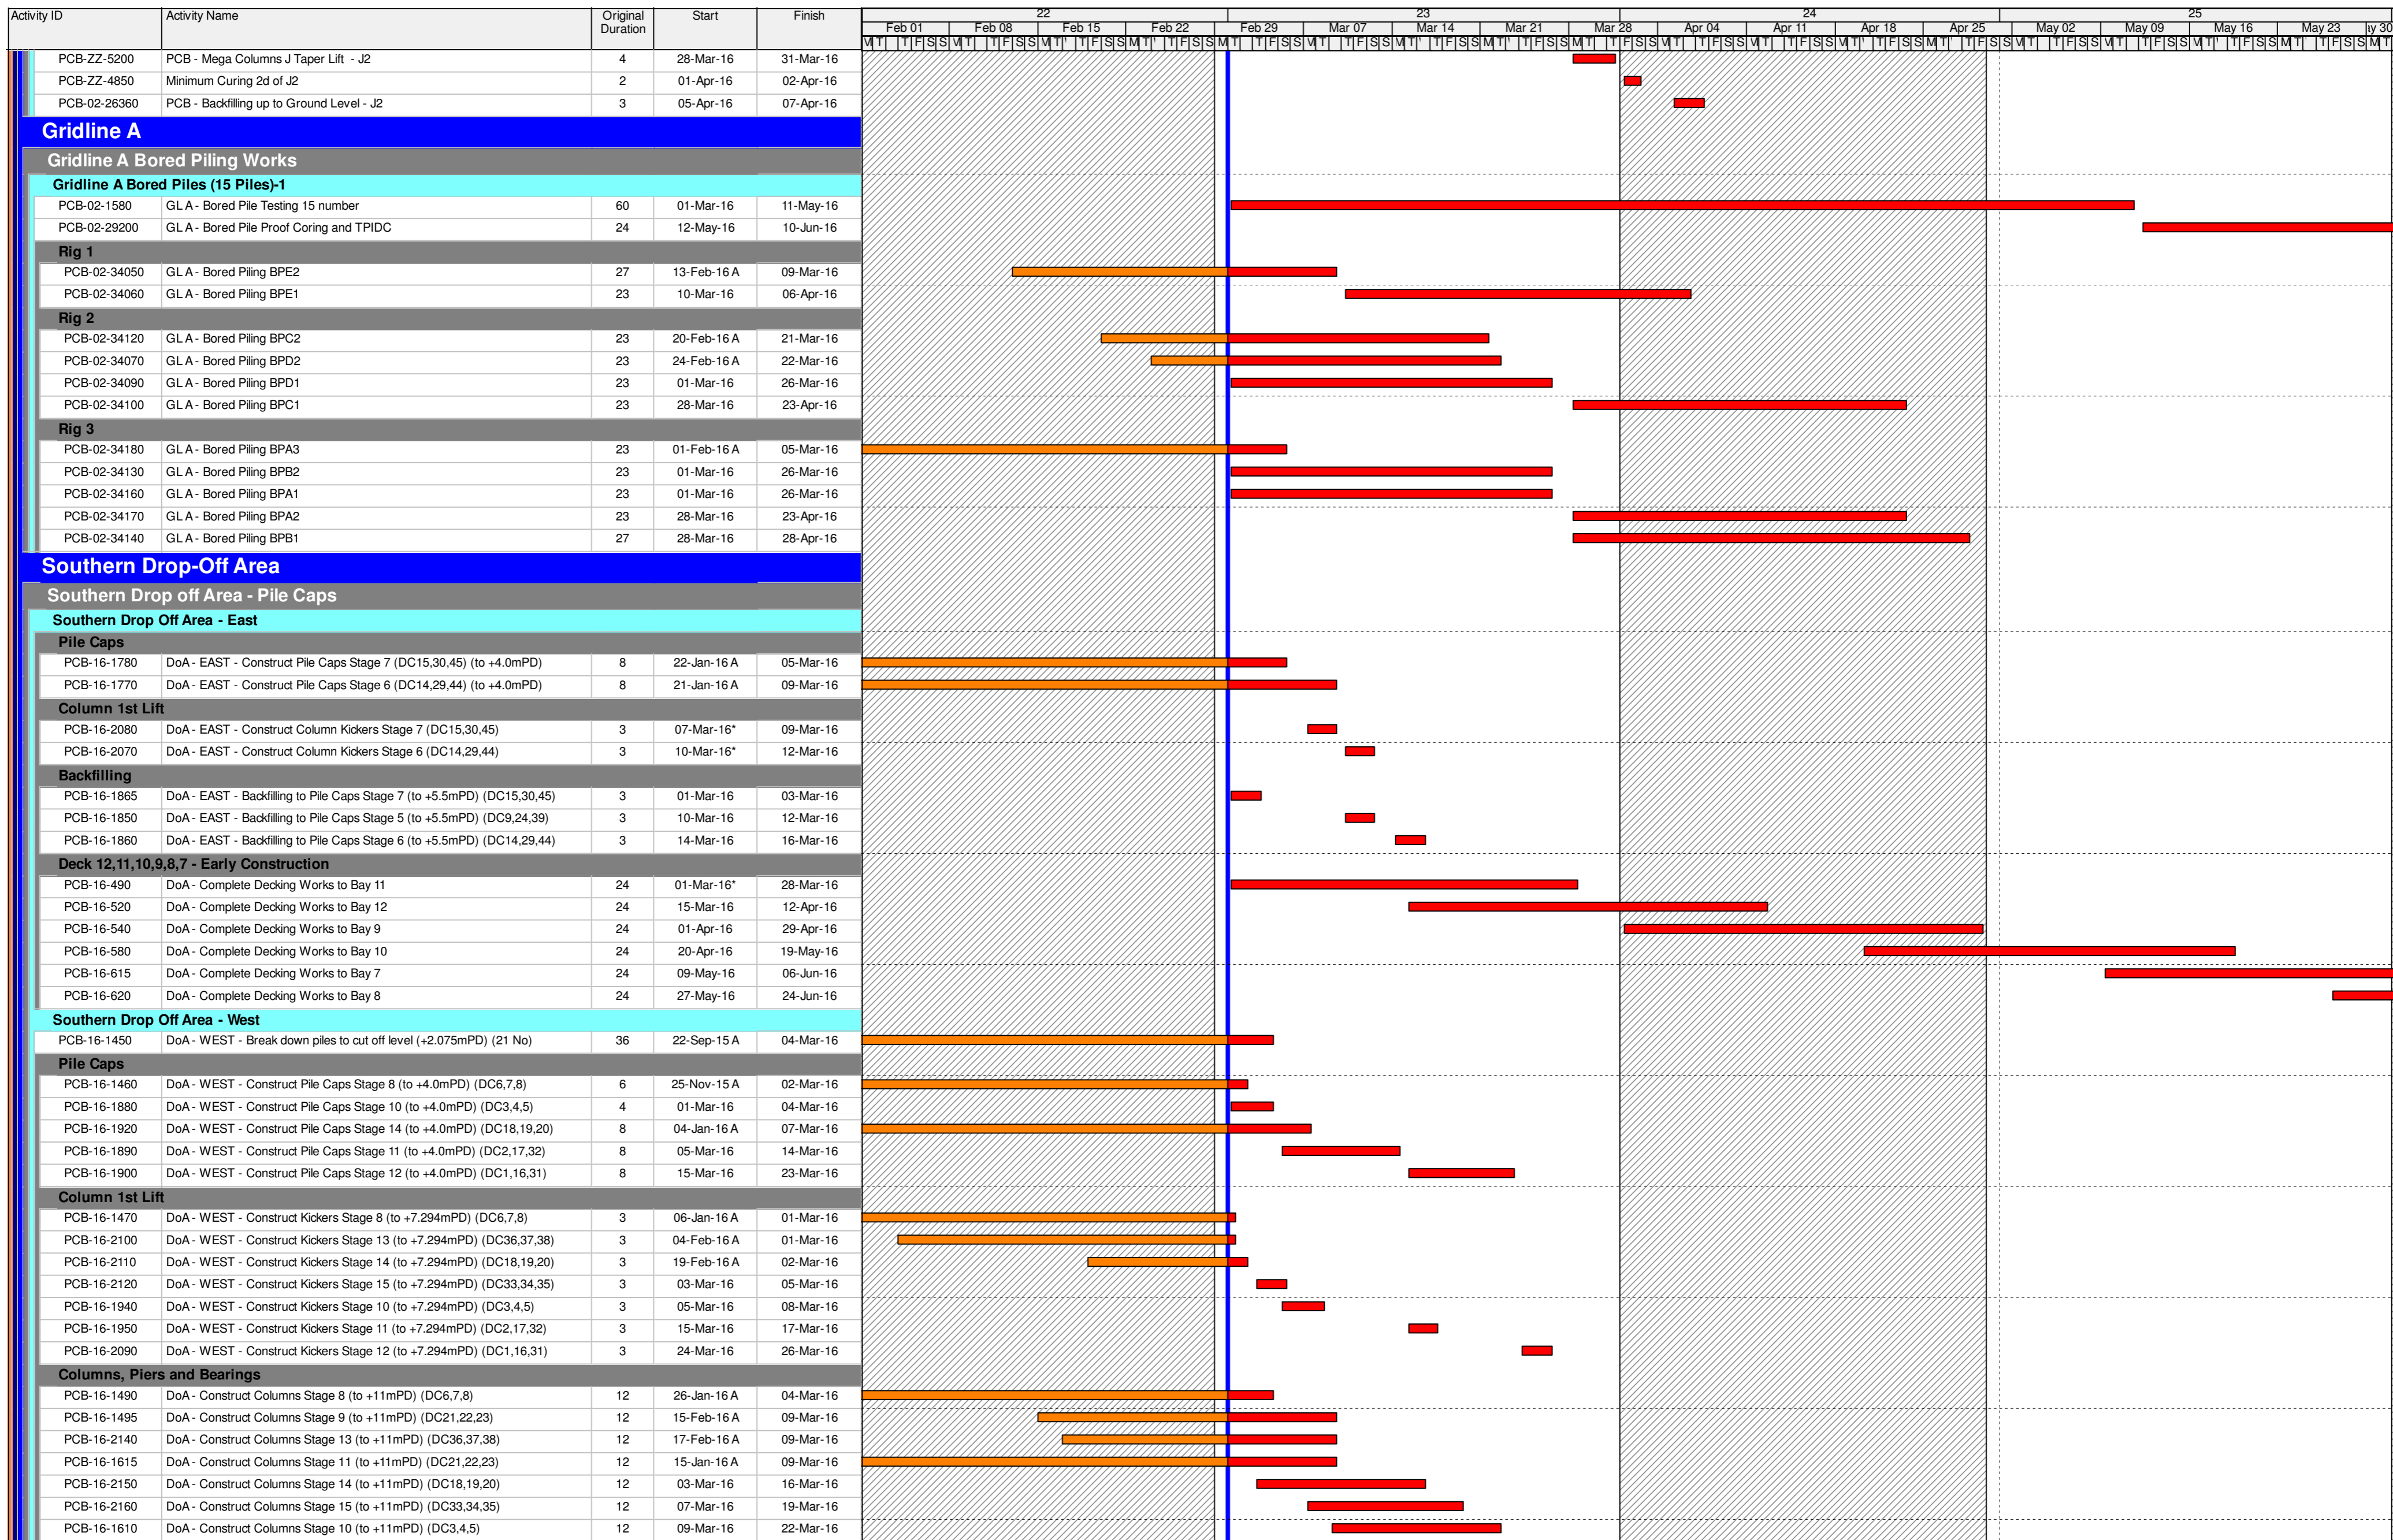 Activity ID Activity Name Original Duration Start Finish
22 23 24 25
Feb 01 Feb 08 Feb 15 Feb 22 Feb 29 Mar 07 Mar 14 Mar 21 Mar 28 Apr 04 Apr 11 Apr 18 Apr 25 May 02 May 09 May 16 May 23
PCB-ZZ-5200 PCB - Mega Columns J Taper Lift - J2 4 28-Mar-16 31-Mar-16
PCB-ZZ-4850 Minimum Curing 2d of J2 2 01-Apr-16 02-Apr-16
PCB-02-26360 PCB - Backfilling up to Ground Level - J2 3 05-Apr-16 07-Apr-16
Gridline A
Gridline A Bored Piling Works
Gridline A Bored Piles (15 Piles)-1
PCB-02-1580 GL A - Bored Pile Testing 15 number 60 01-Mar-16 11-May-16
PCB-02-29200 GL A - Bored Pile Proof Coring and TPIDC 24 12-May-16 10-Jun-16
Rig 1
PCB-02-34050 GL A - Bored Piling BPE2 27 13-Feb-16 A 09-Mar-16
PCB-02-34060 GL A - Bored Piling BPE1 23 10-Mar-16 06-Apr-16
Rig 2
PCB-02-34120 GL A - Bored Piling BPC2 23 20-Feb-16 A 21-Mar-16
PCB-02-34070 GL A - Bored Piling BPD2 23 24-Feb-16 A 22-Mar-16
PCB-02-34090 GL A - Bored Piling BPD1 23 01-Mar-16 26-Mar-16
PCB-02-34100 GL A - Bored Piling BPC1 23 28-Mar-16 23-Apr-16
Rig 3
PCB-02-34180 GL A - Bored Piling BPA3 23 01-Feb-16 A 05-Mar-16
PCB-02-34130 GL A - Bored Piling BPB2 23 01-Mar-16 26-Mar-16
PCB-02-34160 GL A - Bored Piling BPA1 23 01-Mar-16 26-Mar-16
PCB-02-34170 GL A - Bored Piling BPA2 23 28-Mar-16 23-Apr-16
PCB-02-34140 GL A - Bored Piling BPB1 27 28-Mar-16 28-Apr-16
Southern Drop-Off Area
Southern Drop off Area - Pile Caps
Southern Drop Off Area - East
Pile Caps
PCB-16-1780 DoA - EAST - Construct Pile Caps Stage 7 (DC15,30,45) (to +4.0mPD) 8 22-Jan-16 A 05-Mar-16
PCB-16-1770 DoA - EAST - Construct Pile Caps Stage 6 (DC14,29,44) (to +4.0mPD) 8 21-Jan-16 A 09-Mar-16
Column 1st Lift
PCB-16-2080 DoA - EAST - Construct Column Kickers Stage 7 (DC15,30,45) 3 07-Mar-16* 09-Mar-16
PCB-16-2070 DoA - EAST - Construct Column Kickers Stage 6 (DC14,29,44) 3 10-Mar-16* 12-Mar-16
Backfilling
PCB-16-1865 DoA - EAST - Backfilling to Pile Caps Stage 7 (to +5.5mPD) (DC15,30,45) 3 01-Mar-16 03-Mar-16
PCB-16-1850 DoA - EAST - Backfilling to Pile Caps Stage 5 (to +5.5mPD) (DC9,24,39) 3 10-Mar-16 12-Mar-16
PCB-16-1860 DoA - EAST - Backfilling to Pile Caps Stage 6 (to +5.5mPD) (DC14,29,44) 3 14-Mar-16 16-Mar-16
Deck 12,11,10,9,8,7 - Early Construction
PCB-16-490 DoA - Complete Decking Works to Bay 11 24 01-Mar-16* 28-Mar-16
PCB-16-520 DoA - Complete Decking Works to Bay 12 24 15-Mar-16 12-Apr-16
PCB-16-540 DoA - Complete Decking Works to Bay 9 24 01-Apr-16 29-Apr-16
PCB-16-580 DoA - Complete Decking Works to Bay 10 24 20-Apr-16 19-May-16
PCB-16-615 DoA - Complete Decking Works to Bay 7 24 09-May-16 06-Jun-16
PCB-16-620 DoA - Complete Decking Works to Bay 8 24 27-May-16 24-Jun-16
Southern Drop Off Area - West
PCB-16-1450 DoA - WEST - Break down piles to cut off level (+2.075mPD) (21 No) 36 22-Sep-15 A 04-Mar-16
Pile Caps
PCB-16-1460 DoA - WEST - Construct Pile Caps Stage 8 (to +4.0mPD) (DC6,7,8) 6 25-Nov-15 A 02-Mar-16
PCB-16-1880 DoA - WEST - Construct Pile Caps Stage 10 (to +4.0mPD) (DC3,4,5) 4 01-Mar-16 04-Mar-16
PCB-16-1920 DoA - WEST - Construct Pile Caps Stage 14 (to +4.0mPD) (DC18,19,20) 8 04-Jan-16 A 07-Mar-16
PCB-16-1890 DoA - WEST - Construct Pile Caps Stage 11 (to +4.0mPD) (DC2,17,32) 8 05-Mar-16 14-Mar-16
PCB-16-1900 DoA - WEST - Construct Pile Caps Stage 12 (to +4.0mPD) (DC1,16,31) 8 15-Mar-16 23-Mar-16
Column 1st Lift
PCB-16-1470 DoA - WEST - Construct Kickers Stage 8 (to +7.294mPD) (DC6,7,8) 3 06-Jan-16 A 01-Mar-16
PCB-16-2100 DoA - WEST - Construct Kickers Stage 13 (to +7.294mPD) (DC36,37,38) 3 04-Feb-16 A 01-Mar-16
PCB-16-2110 DoA - WEST - Construct Kickers Stage 14 (to +7.294mPD) (DC18,19,20) 3 19-Feb-16 A 02-Mar-16
PCB-16-2120 DoA - WEST - Construct Kickers Stage 15 (to +7.294mPD) (DC33,34,35) 3 03-Mar-16 05-Mar-16
PCB-16-1940 DoA - WEST - Construct Kickers Stage 10 (to +7.294mPD) (DC3,4,5) 3 05-Mar-16 08-Mar-16
PCB-16-1950 DoA - WEST - Construct Kickers Stage 11 (to +7.294mPD) (DC2,17,32) 3 15-Mar-16 17-Mar-16
PCB-16-2090 DoA - WEST - Construct Kickers Stage 12 (to +7.294mPD) (DC1,16,31) 3 24-Mar-16 26-Mar-16
Columns, Piers and Bearings
PCB-16-1490 DoA - Construct Columns Stage 8 (to +11mPD) (DC6,7,8) 12 26-Jan-16 A 04-Mar-16
PCB-16-1495 DoA - Construct Columns Stage 9 (to +11mPD) (DC21,22,23) 12 15-Feb-16 A 09-Mar-16
PCB-16-2140 DoA - Construct Columns Stage 13 (to +11mPD) (DC36,37,38) 12 17-Feb-16 A 09-Mar-16
PCB-16-1615 DoA - Construct Columns Stage 11 (to +11mPD) (DC21,22,23) 12 15-Jan-16 A 09-Mar-16
PCB-16-2150 DoA - Construct Columns Stage 14 (to +11mPD) (DC18,19,20) 12 03-Mar-16 16-Mar-16
PCB-16-2160 DoA - Construct Columns Stage 15 (to +11mPD) (DC33,34,35) 12 07-Mar-16 19-Mar-16
PCB-16-1610 DoA - Construct Columns Stage 10 (to +11mPD) (DC3,4,5) 12 09-Mar-16 22-Mar-16